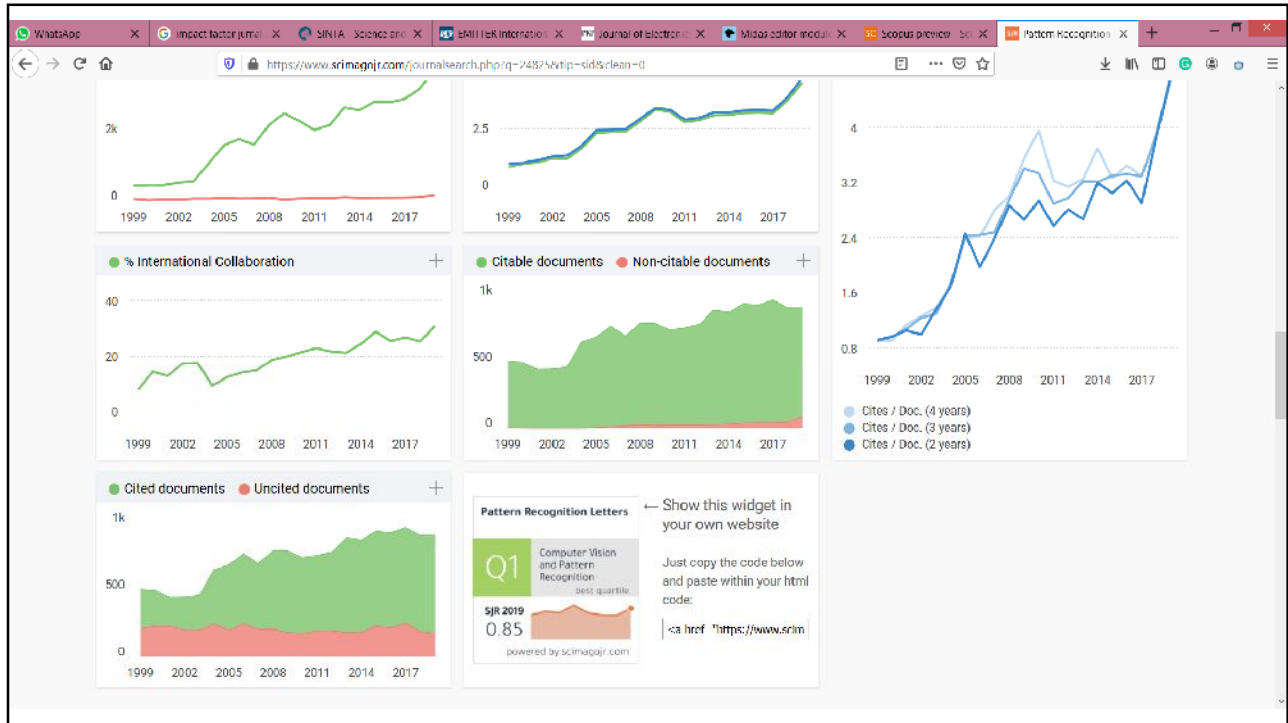 WhatsApp
impact factor jurnal
SINTA - Science and
EMITTER Internation
Journal of Electronic
Midas editor modul
Scopus preview - Sc
Pattern Recognition
https://www.scimagojr.com/journalsearch.php?q=24825&tip=sid&clean=0
2k
0
1999 2002 2005 2008 2011 2014 2017
2.5
0
1999 2002 2005 2008 2011 2014 2017
4
3.2
2.4
1.6
0.8
1999 2002 2005 2008 2011 2014 2017
Cites / Doc. (4 years)
Cites / Doc. (3 years)
Cites / Doc. (2 years)
% International Collaboration
40
20
0
1999 2002 2005 2008 2011 2014 2017
Citable documents Non-citable documents
1k
500
0
1999 2002 2005 2008 2011 2014 2017
Cited documents Uncited documents
1k
500
0
1999 2002 2005 2008 2011 2014 2017
Pattern Recognition Letters
Q1
Computer Vision
and Pattern
Recognition
best quartile
SJR 2019
0.85
powered by scimagojr.com
← Show this widget in
your own website
Just copy the code below
and paste within your html
code:
<a href="https://www.scim